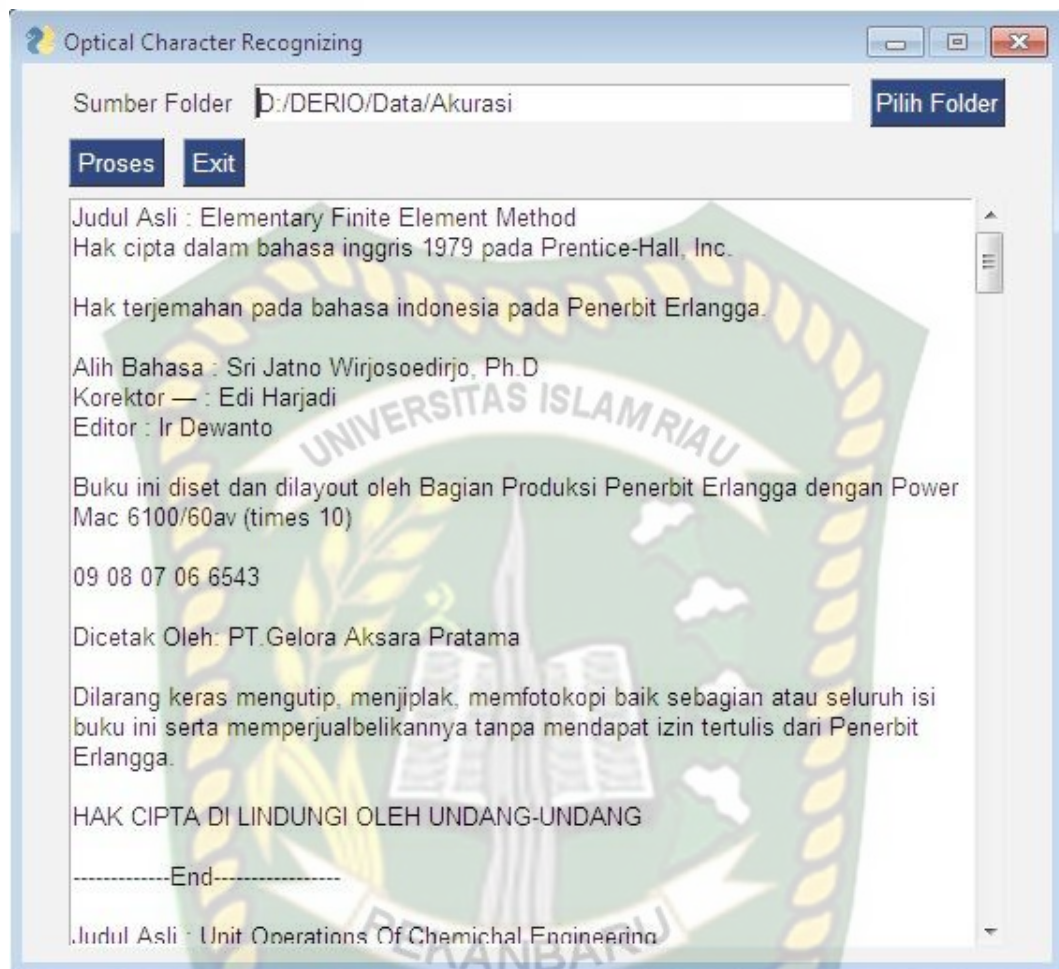 Optical Character Recognizing
Sumber Folder D:/DERIO/Data/Akurasi Pilih Folder
Proses Exit
Judul Asli : Elementary Finite Element Method
Hak cipta dalam bahasa inggris 1979 pada Prentice-Hall, Inc.
Hak terjemahan pada bahasa indonesia pada Penerbit Erlangga.
Alih Bahasa : Sri Jatno Wirjosoedirjo, Ph.D
Korektor — : Edi Harjadi
Editor : Ir Dewanto
UNIVERSITAS ISLAM RIAU
Buku ini diset dan dilayout oleh Bagian Produksi Penerbit Erlangga dengan Power
Mac 6100/60av (times 10)
09 08 07 06 6543
Dicetak Oleh: PT.Gelora Aksara Pratama
Dilarang keras mengutip, menjiplak, memfotokopi baik sebagian atau seluruh isi
buku ini serta memperjualbelikannya tanpa mendapat izin tertulis dari Penerbit
Erlangga.
HAK CIPTA DI LINDUNGI OLEH UNDANG-UNDANG
-------------End-----------------
Judul Asli : Unit Operations Of Chemichal Engineering
PEKANBARU